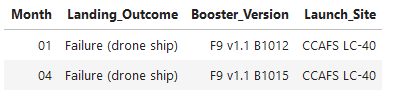 Month Landing_Outcome Booster_Version Launch_Site
01 Failure (drone ship) F9 v1.1 B1012 CCAFS LC-40
04 Failure (drone ship) F9 v1.1 B1015 CCAFS LC-40